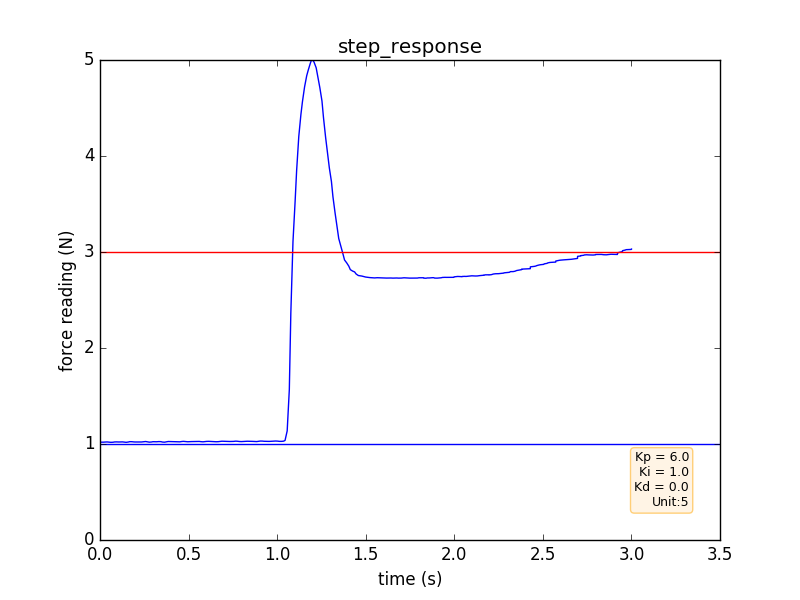 step_response
5
4
3
2
1
0
force reading (N)
Kp = 6.0
Ki = 1.0
Kd = 0.0
Unit:5
0.0 0.5 1.0 1.5 2.0 2.5 3.0 3.5
time (s)